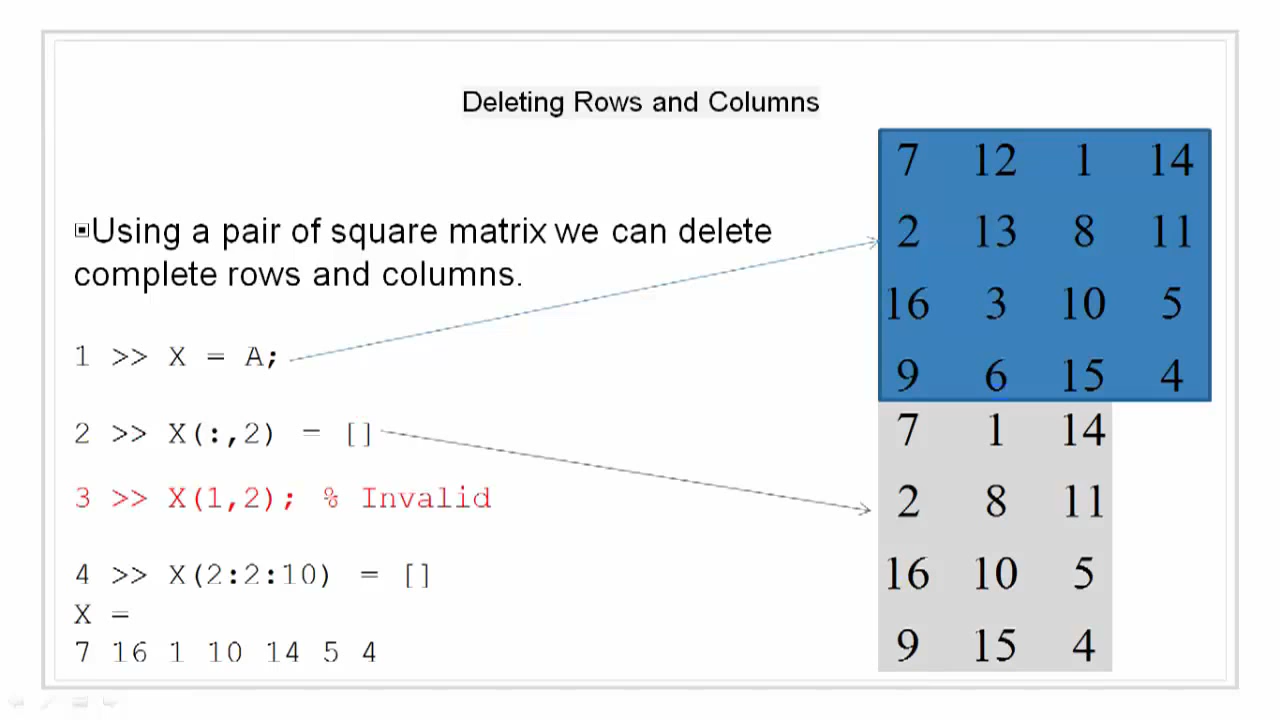 Deleting Rows and Columns
Using a pair of square matrix we can delete
complete rows and columns.
1 >> X = A;
2 >> X(:,2) = []
3 >> X(1,2); % Invalid
4 >> X(2:2:10) = []
X =
7 16 1 10 14 5 4
7 12 1 14
2 13 8 11
16 3 10 5
9 6 15 4
7 1 14
2 8 11
16 10 5
9 15 4